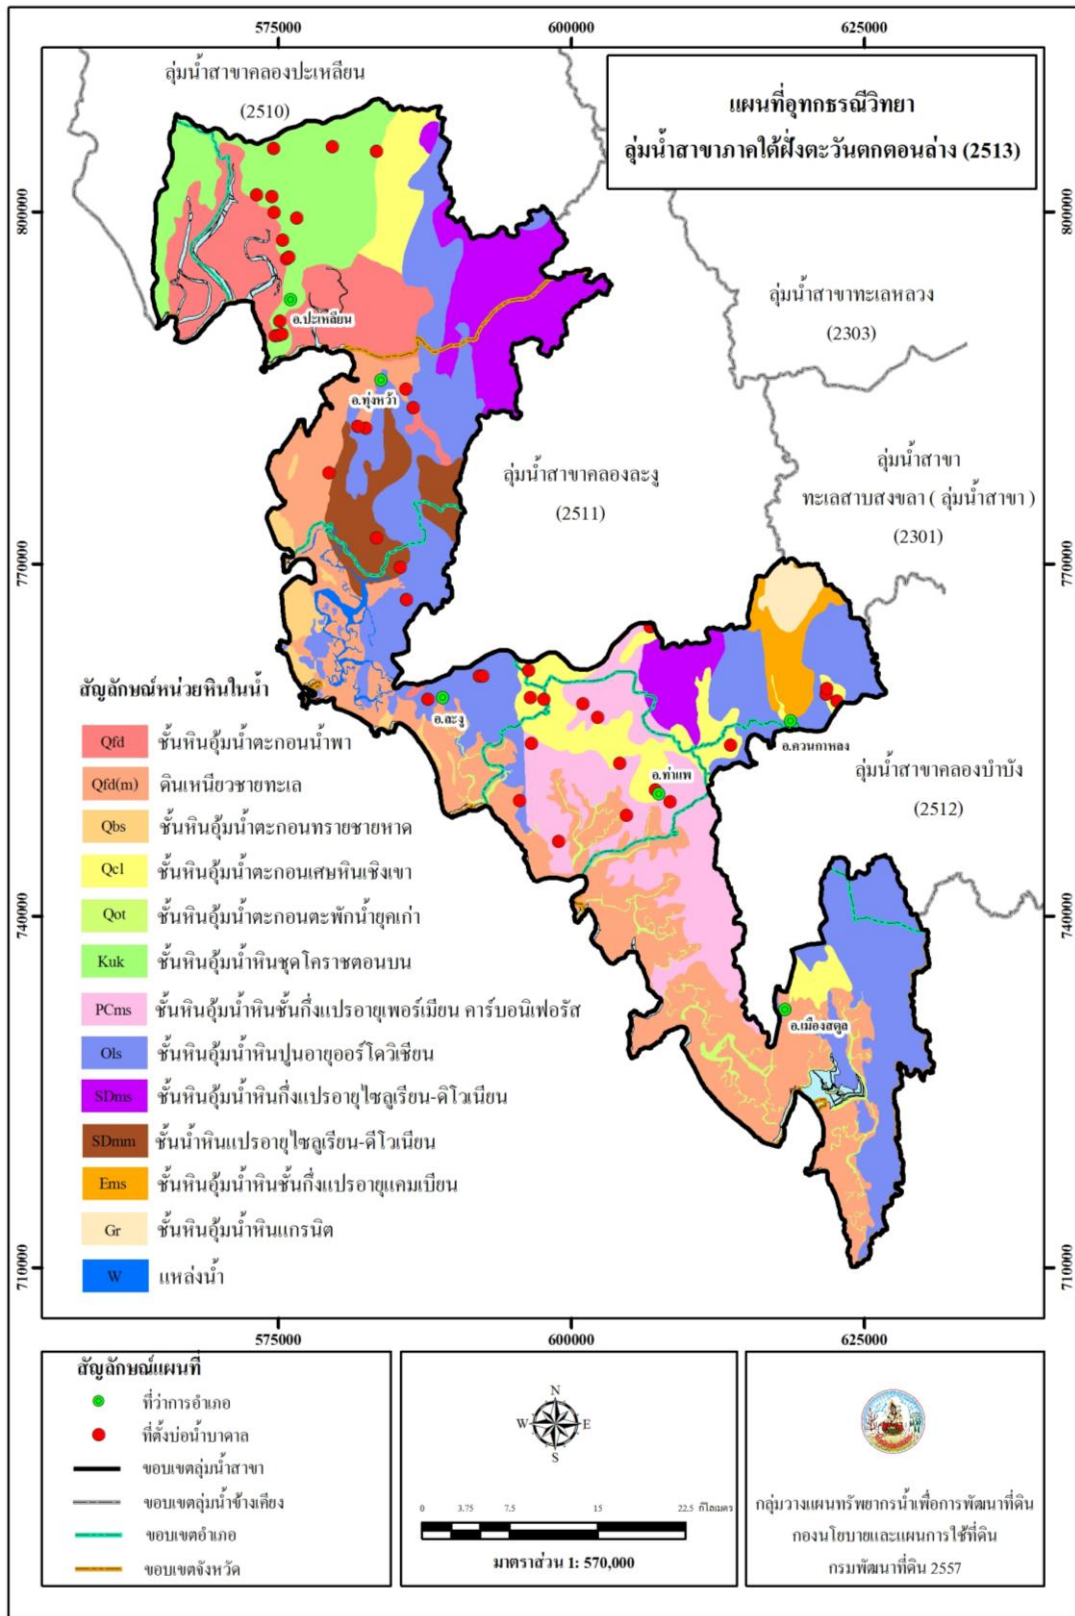 575000 600000 625000
แผนที่อุทกธรณีวิทยา
ลุ่มน้ำสาขาภาคใต้ฝั่งตะวันตกตอนล่าง (2513)
ลุ่มน้ำสาขาคลองปะเหลียน
(2510)
800000 800000
ลุ่มน้ำสาขาทะเลหลวง
(2303)
อ.ปะเหลียน
อ.ทุ่งหว้า
ลุ่มน้ำสาขาคลองละงู
(2511)
ลุ่มน้ำสาขา
ทะเลสาบสงขลา ( ลุ่มน้ำสาขา )
(2301)
770000 770000
อ.ละงู
อ.ควนกาหลง
อ.ท่าแพ
ลุ่มน้ำสาขาคลองบำบัง
(2512)
740000 740000
อ.เมืองสตูล
710000 710000
สัญลักษณ์หน่วยหินในน้ำ
Qfd ชั้นหินอุ้มน้ำตะกอนน้ำพา
Qfd(m) ดินเหนียวชายทะเล
Qbs ชั้นหินอุ้มน้ำตะกอนทรายชายหาด
Qcl ชั้นหินอุ้มน้ำตะกอนเศษหินเชิงเขา
Qot ชั้นหินอุ้มน้ำตะกอนตะพักน้ำยุคเก่า
Kuk ชั้นหินอุ้มน้ำหินชุดโคราชตอนบน
PCms ชั้นหินอุ้มน้ำหินชั้นกึ่งแปรอายุเพอร์เมียน คาร์บอนิเฟอรัส
Ols ชั้นหินอุ้มน้ำหินปูนอายุออร์โดวิเชียน
SDms ชั้นหินอุ้มน้ำหินกึ่งแปรอายุไซลูเรียน-ดิโวเนียน
SDmm ชั้นน้ำหินแปรอายุไซลูเรียน-ดีโวเนียน
Ems ชั้นหินอุ้มน้ำหินชั้นกึ่งแปรอายุแคมเบียน
Gr ชั้นหินอุ้มน้ำหินแกรนิต
W แหล่งน้ำ
575000 600000 625000
สัญลักษณ์แผนที่
ที่ว่าการอำเภอ
ที่ตั้งบ่อน้ำบาดาล
ขอบเขตลุ่มน้ำสาขา
ขอบเขตลุ่มน้ำข้างเคียง
ขอบเขตอำเภอ
ขอบเขตจังหวัด
N
W E
S
0 3.75 7.5 15 22.5 กิโลเมตร
มาตราส่วน 1: 570,000
กลุ่มวางแผนทรัพยากรน้ำเพื่อการพัฒนาที่ดิน
กองนโยบายและแผนการใช้ที่ดิน
กรมพัฒนาที่ดิน 2557